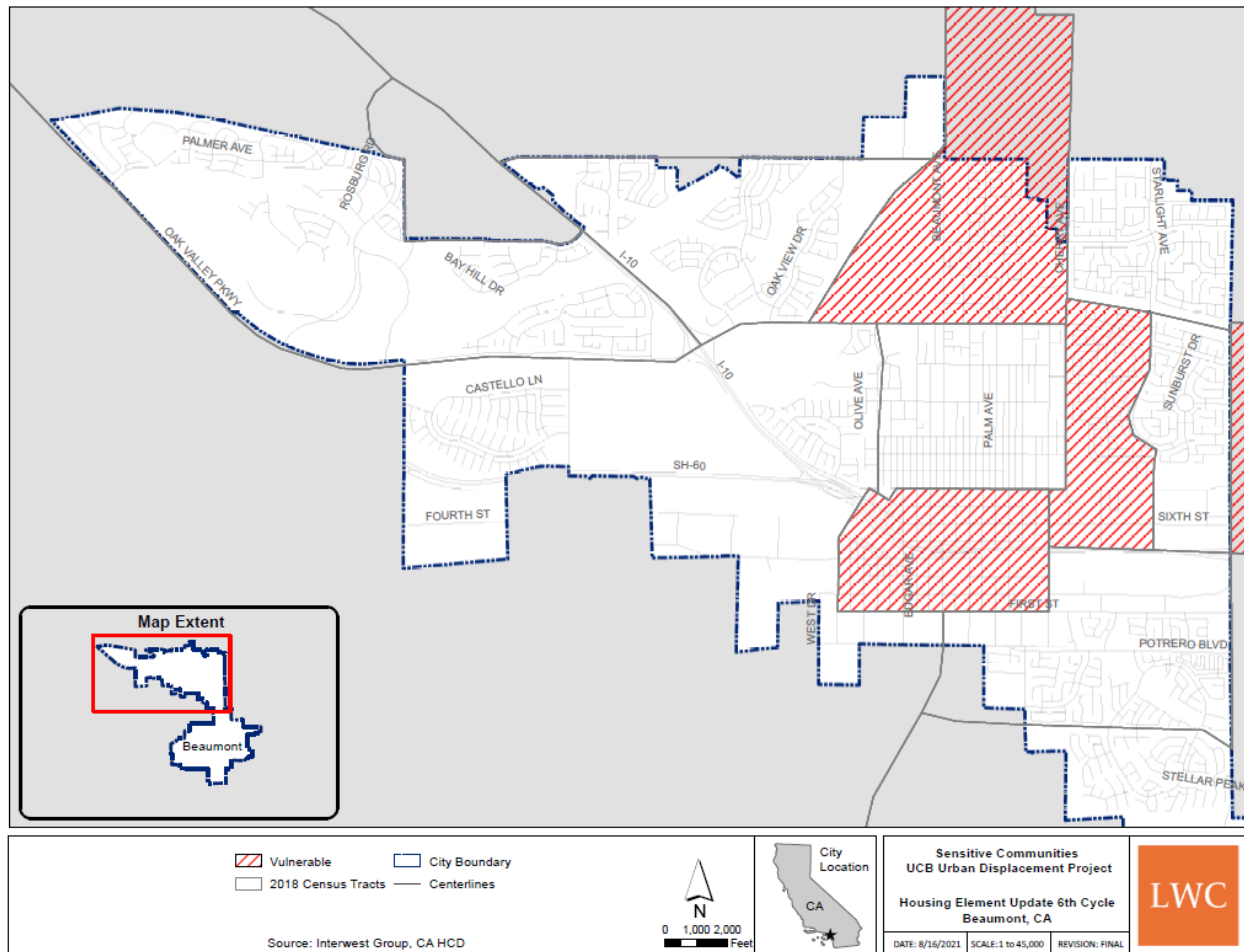 PALMER AVE
ROSBURG RD
BEAUMONT AVE
CHERRY AVE
STARLIGHT AVE
OAK VALLEY PKWY
BAY HILL DR
I-10
OAK VIEW DR
I-10
SUNBURST DR
CASTELLO LN
OLIVE AVE
PALM AVE
SH-60
FOURTH ST
SIXTH ST
EDGAR AVE
WEST DR
FIRST ST
POTRERO BLVD
STELLAR PEAK
Map Extent
Beaumont
Vulnerable
City Boundary
2018 Census Tracts
Centerlines
Source: Interwest Group, CA HCD
N
0 1,000 2,000
Feet
City
Location
CA
Sensitive Communities
UCB Urban Displacement Project
Housing Element Update 6th Cycle
Beaumont, CA
DATE: 8/16/2021
SCALE:1 to 45,000
REVISION: FINAL
LWC